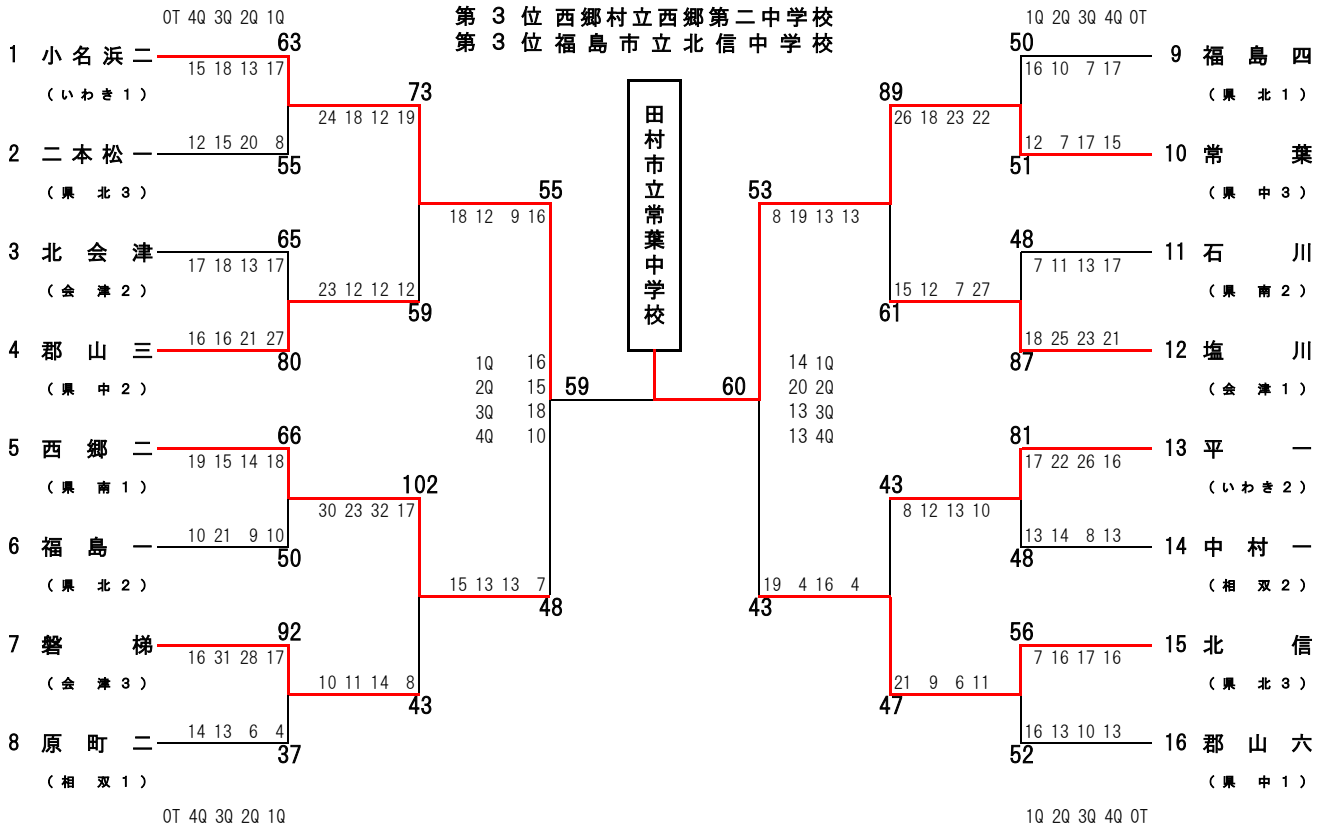 第 3 位 西郷村立西郷第二中学校
第 3 位 福島市立北信中学校
OT 4Q 3Q 2Q 1Q
1Q 2Q 3Q 4Q OT
田村市立常葉中学校
1 小名浜二
(いわき1)
63
15 18 13 17
2 二本松一
(県 北3)
12 15 20 8
55
73
24 18 12 19
3 北会津
(会 津2)
65
17 18 13 17
4 郡山三
(県 中2)
16 16 21 27
80
23 12 12 12
59
55
18 12 9 16
5 西郷二
(県 南1)
66
19 15 14 18
6 福島一
(県 北2)
10 21 9 10
50
102
30 23 32 17
7 磐梯
(会 津3)
92
16 31 28 17
8 原町二
(相 双1)
14 13 6 4
37
10 11 14 8
43
15 13 13 7
48
1Q 16
2Q 15
3Q 18
4Q 10
59
60
14 1Q
20 2Q
13 3Q
13 4Q
9 福島四
(県 北1)
50
16 10 7 17
10 常葉
(県 中3)
12 7 17 15
51
89
26 18 23 22
11 石川
(県 南2)
48
7 11 13 17
12 塩川
(会 津1)
18 25 23 21
87
15 12 7 27
61
53
8 19 13 13
13 平一
(いわき2)
81
17 22 26 16
14 中村一
(相 双2)
13 14 8 13
48
43
8 12 13 10
15 北信
(県 北3)
56
7 16 17 16
16 郡山六
(県 中1)
16 13 10 13
52
21 9 6 11
47
19 4 16 4
43
OT 4Q 3Q 2Q 1Q
1Q 2Q 3Q 4Q OT